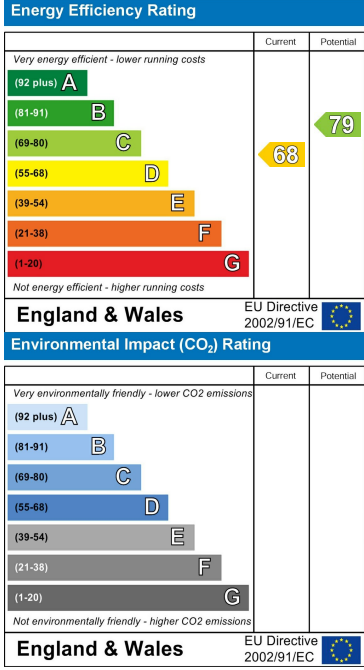 Energy Efficiency Rating
Current Potential
Very energy efficient - lower running costs
(92 plus) A
(81-91) B
(69-80) C
(55-68) D
(39-54) E
(21-38) F
(1-20) G
68
79
Not energy efficient - higher running costs
England & Wales
EU Directive
2002/91/EC
Environmental Impact (CO₂) Rating
Current Potential
Very environmentally friendly - lower CO2 emissions
(92 plus) A
(81-91) B
(69-80) C
(55-68) D
(39-54) E
(21-38) F
(1-20) G
Not environmentally friendly - higher CO2 emissions
England & Wales
EU Directive
2002/91/EC